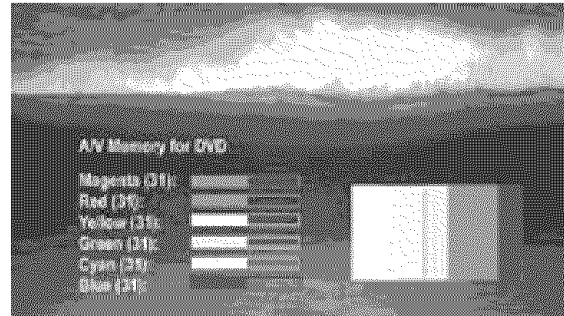 A/V Memory for DVD
Magenta (31):
Red (31):
Yellow (31):
Green (31):
Cyan (31):
Blue (31):